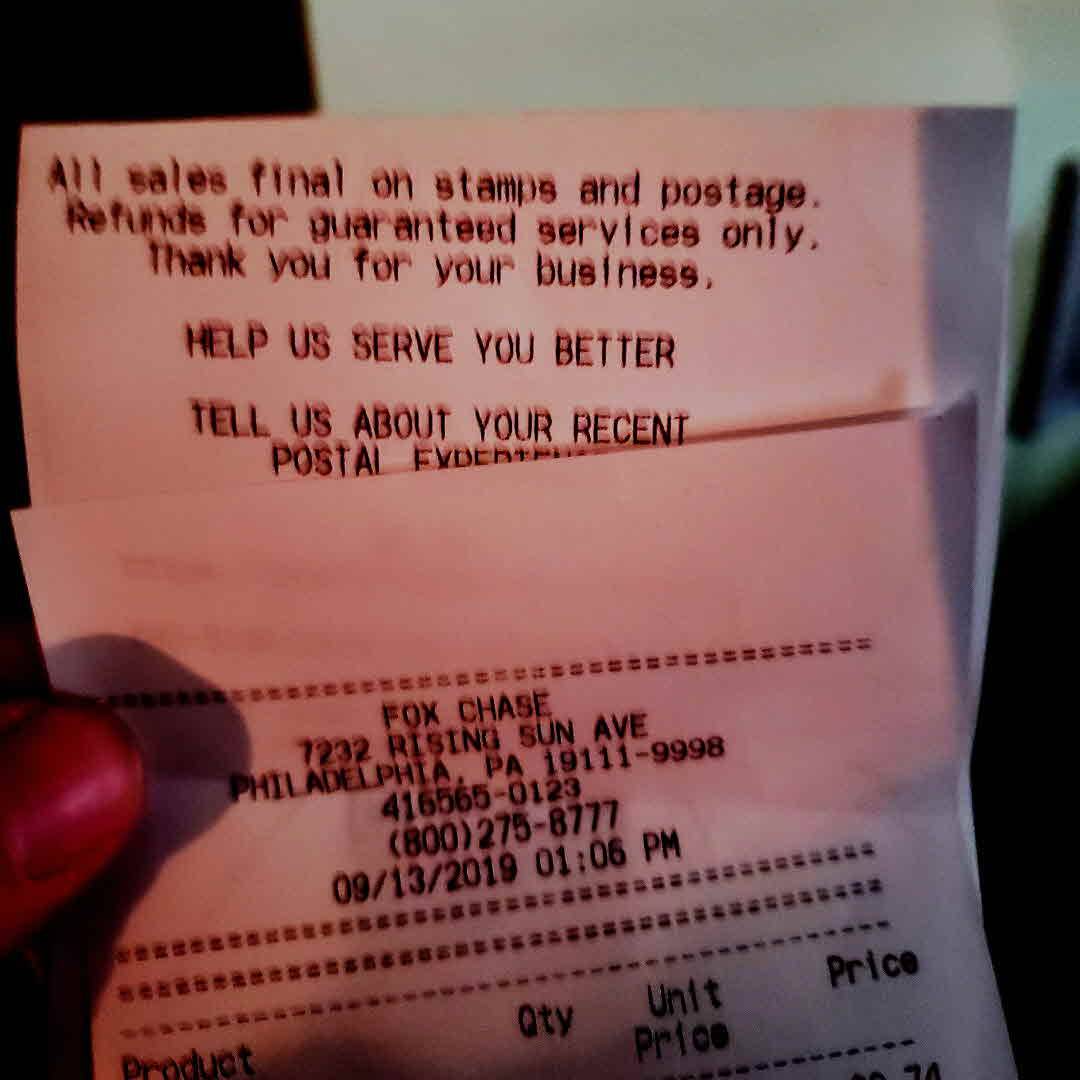 All sales final on stamps and postage.
Refunds for guaranteed services only.
Thank you for your business.
HELP US SERVE YOU BETTER
TELL US ABOUT YOUR RECENT
POSTAL
FOX CHASE
7232 RISING SUN AVE
PHILADELPHIA, PA 19111-9998
416565-0123
(800)275-8777
09/13/2019 01:06 PM
Product Qty Unit Price
Price